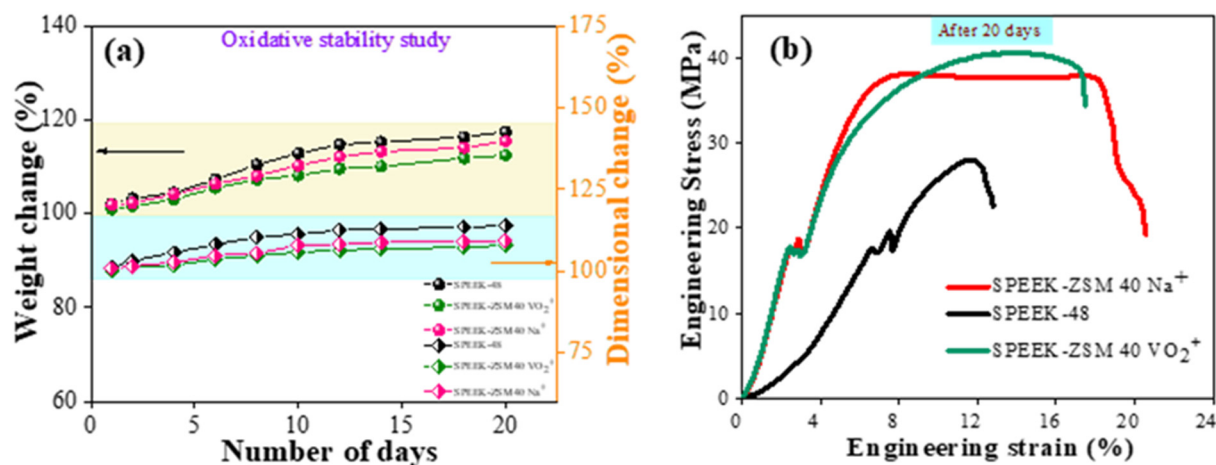 (a)
Oxidative stability study
Weight change (%)
140
120
100
80
60
175
150
125
100
75
Dimensional change (%)
SPEEK-48
SPEEK-ZSM 40 VO₂⁺
SPEEK-ZSM 40 Na⁺
SPEEK-48
SPEEK-ZSM 40 VO₂⁺
SPEEK-ZSM 40 Na⁺
0 5 10 15 20
Number of days
(b)
After 20 days
Engineering Stress (MPa)
40
30
20
10
0
SPEEK-ZSM 40 Na⁺
SPEEK-48
SPEEK-ZSM 40 VO₂⁺
0 4 8 12 16 20 24
Engineering strain (%)